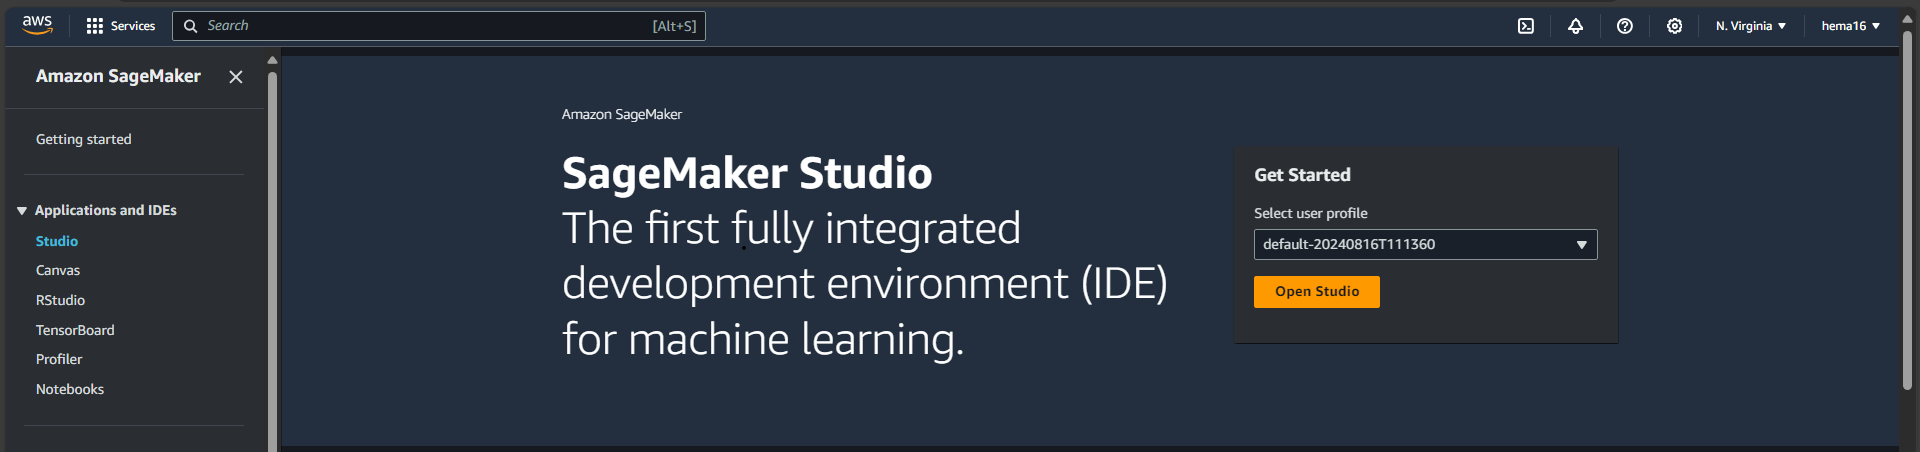 aws
Services
Search
[Alt+S]
N. Virginia
hema16
Amazon SageMaker
Getting started
Applications and IDEs
Studio
Canvas
RStudio
TensorBoard
Profiler
Notebooks
Amazon SageMaker
SageMaker Studio
The first fully integrated
development environment (IDE)
for machine learning.
Get Started
Select user profile
default-20240816T111360
Open Studio